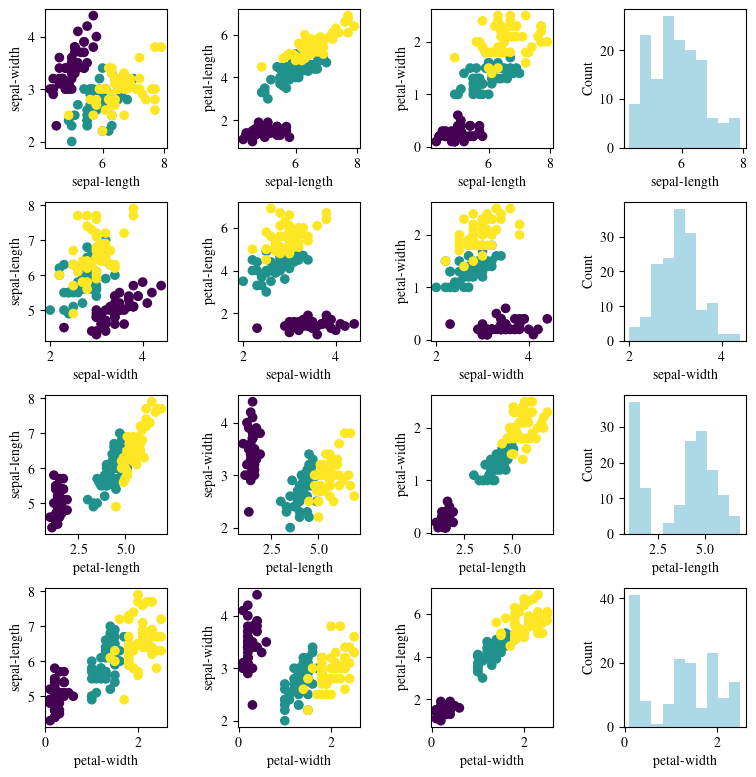 4
3
2
6 8
sepal-width
sepal-length
6
4
2
6 8
petal-length
sepal-length
2
1
0
6 8
petal-width
sepal-length
20
10
0
6 8
Count
sepal-length
8
7
6
5
2 4
sepal-length
sepal-width
6
4
2
2 4
petal-length
sepal-width
2
1
0
2 4
petal-width
sepal-width
30
20
10
0
2 4
Count
sepal-width
8
7
6
5
2.5 5.0
sepal-length
petal-length
4
3
2
2.5 5.0
sepal-width
petal-length
2
1
0
2.5 5.0
petal-width
petal-length
30
20
10
0
2.5 5.0
Count
petal-length
8
7
6
5
0 2
sepal-length
petal-width
4
3
2
0 2
sepal-width
petal-width
6
4
2
0 2
petal-length
petal-width
40
20
0
0 2
Count
petal-width